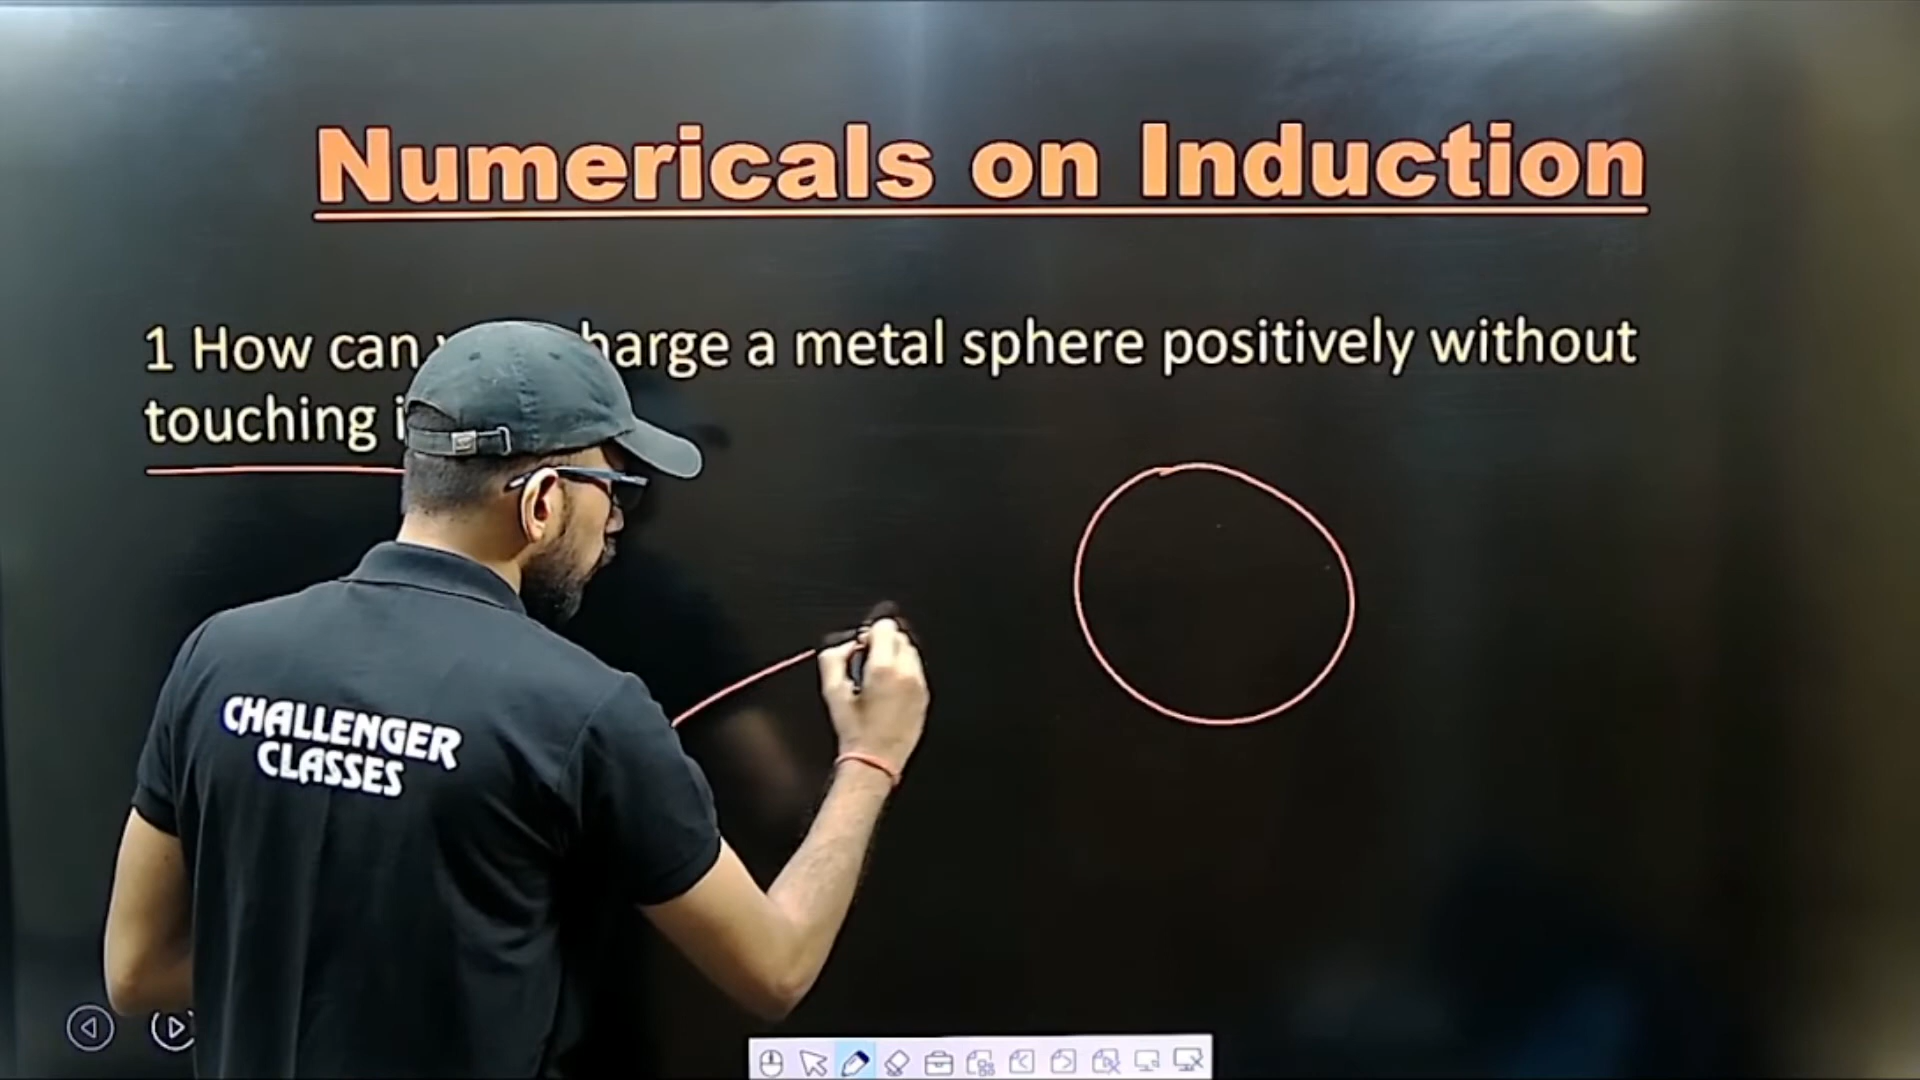 Numericals on Induction
1 How can harge a metal sphere positively without
touching
CHALLENGER
CLASSES